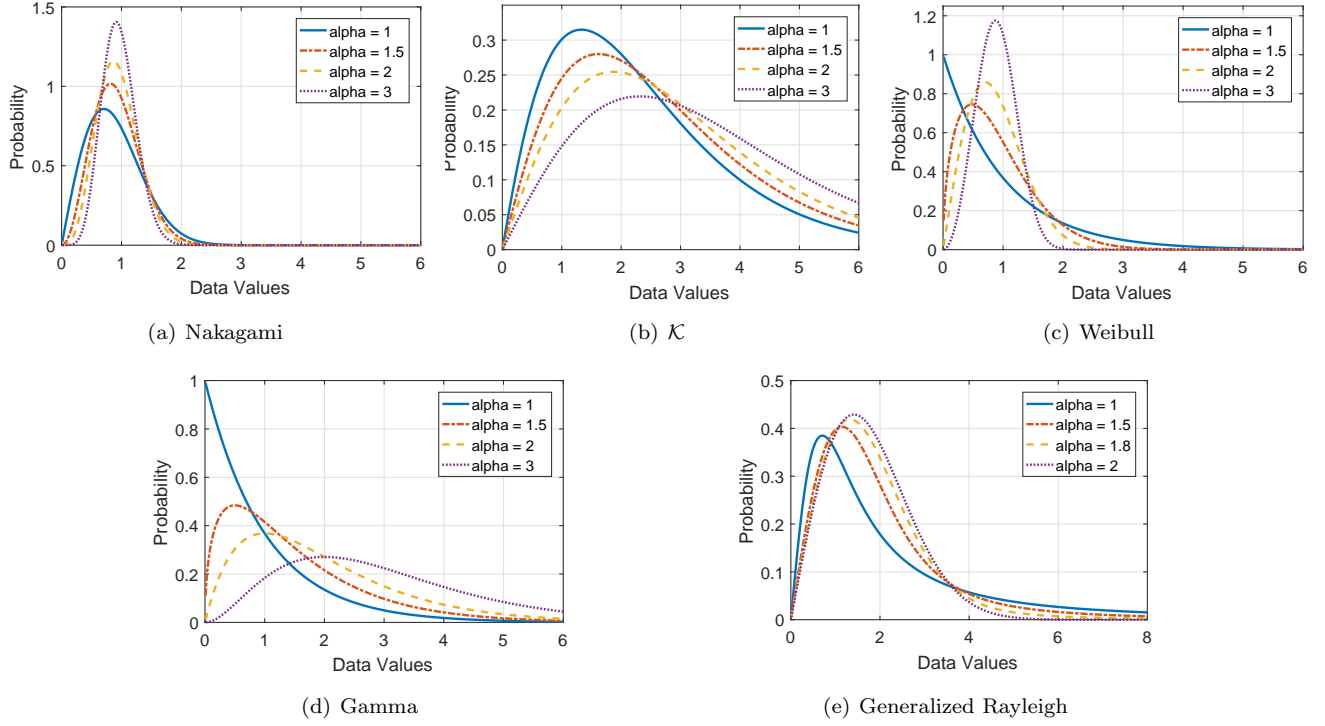 1.5
1
0.5
0
0 1 2 3 4 5 6
Probability
Data Values
alpha = 1
alpha = 1.5
alpha = 2
alpha = 3
(a) Nakagami
0.3
0.25
0.2
0.15
0.1
0.05
0
0 1 2 3 4 5 6
Probability
Data Values
alpha = 1
alpha = 1.5
alpha = 2
alpha = 3
(b) 𝒦
1.2
1
0.8
0.6
0.4
0.2
0
0 1 2 3 4 5 6
Probability
Data Values
alpha = 1
alpha = 1.5
alpha = 2
alpha = 3
(c) Weibull
1
0.8
0.6
0.4
0.2
0
0 1 2 3 4 5 6
Probability
Data Values
alpha = 1
alpha = 1.5
alpha = 2
alpha = 3
(d) Gamma
0.5
0.4
0.3
0.2
0.1
0
0 2 4 6 8
Probability
Data Values
alpha = 1
alpha = 1.5
alpha = 1.8
alpha = 2
(e) Generalized Rayleigh